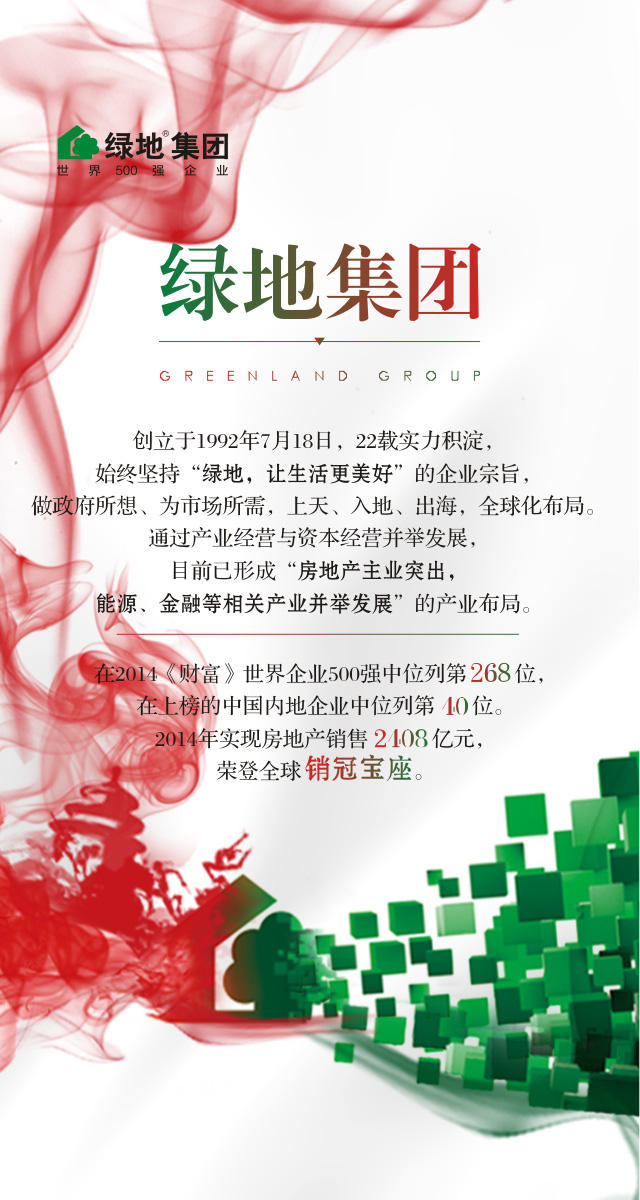 绿地®集团
世界500强企业
绿地集团
GREENLAND GROUP
创立于1992年7月18日，22载实力积淀，
始终坚持“绿地，让生活更美好”的企业宗旨，
做政府所想、为市场所需，上天、入地、出海，全球化布局。
通过产业经营与资本经营并举发展，
目前已形成“房地产主业突出，
能源、金融等相关产业并举发展”的产业布局。
在2014《财富》世界企业500强中位列第268位，
在上榜的中国内地企业中位列第 40位。
2014年实现房地产销售 2408亿元，
荣登全球销冠宝座。